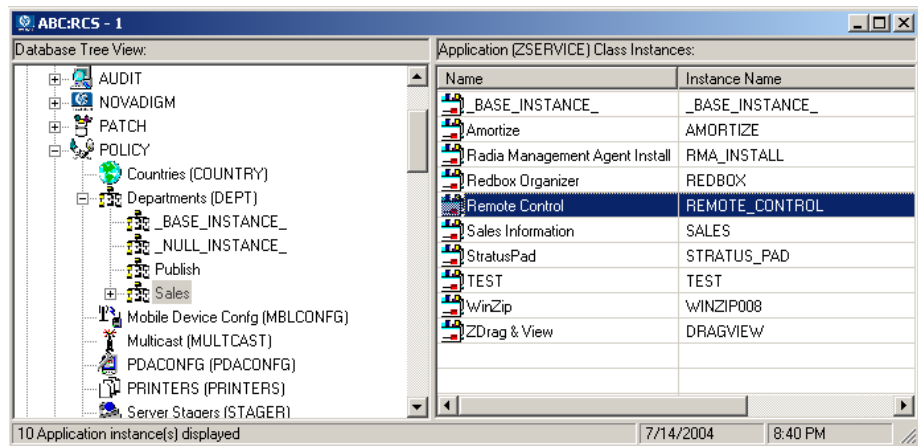 ABC:RCS - 1
Database Tree View:
AUDIT
NOVADIGM
PATCH
POLICY
Countries (COUNTRY)
Departments (DEPT)
_BASE_INSTANCE_
_NULL_INSTANCE_
Publish
Sales
Mobile Device Confg (MBLCONFG)
Multicast (MULTCAST)
PDACONFG (PDACONFG)
PRINTERS (PRINTERS)
Server Stagers (STAGER)
Application (ZSERVICE) Class Instances:
Name Instance Name
_BASE_INSTANCE_ _BASE_INSTANCE_
Amortize AMORTIZE
Radia Management Agent Install RMA_INSTALL
Redbox Organizer REDBOX
Remote Control REMOTE_CONTROL
Sales Information SALES
StratusPad STRATUS_PAD
TEST TEST
WinZip WINZIP008
ZDrag & View DRAGVIEW
10 Application instance(s) displayed 7/14/2004 8:40 PM